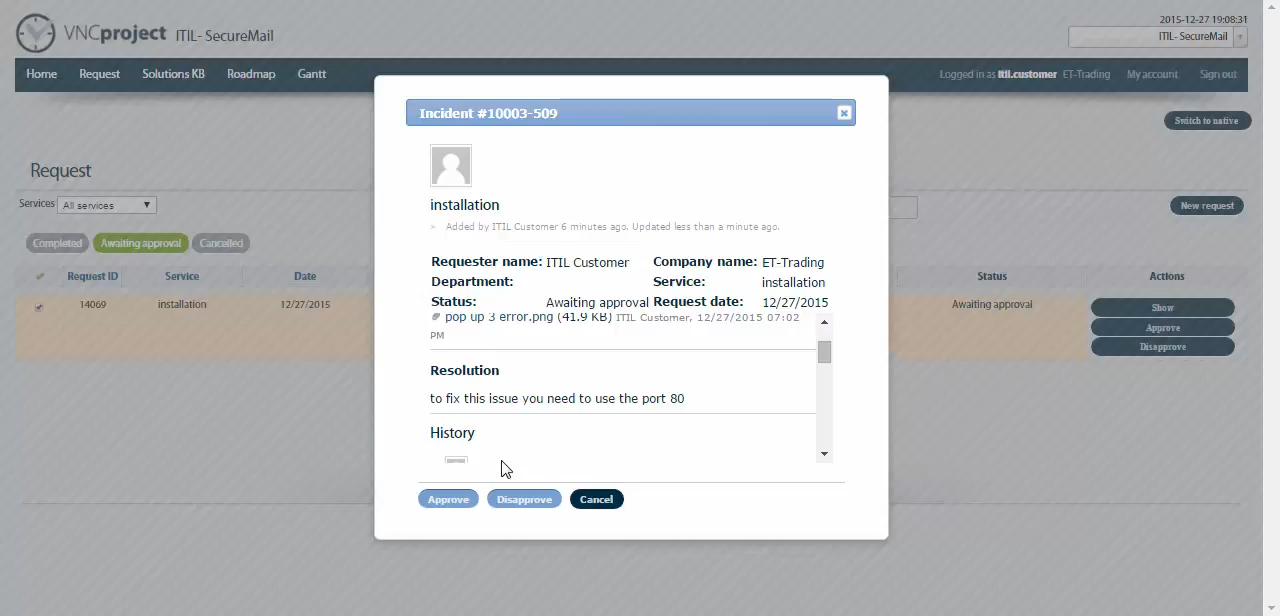 VNCproject ITIL- SecureMail
2015-12-27 19:08:31
ITIL- SecureMail
Home Request Solutions KB Roadmap Gantt
Logged in as itil.customer ET-Trading My account Sign out
Switch to native
Request
Services All services
New request
Completed Awaiting approval Cancelled
Request ID Service Date Status Actions
14069 installation 12/27/2015 Awaiting approval Show
Approve
Disapprove
Incident #10003-509
installation
» Added by ITIL Customer 6 minutes ago. Updated less than a minute ago.
Requester name: ITIL Customer Company name: ET-Trading
Department: Service: installation
Status: Awaiting approval Request date: 12/27/2015
pop up 3 error.png (41.9 KB) ITIL Customer, 12/27/2015 07:02
PM
Resolution
to fix this issue you need to use the port 80
History
Approve Disapprove Cancel